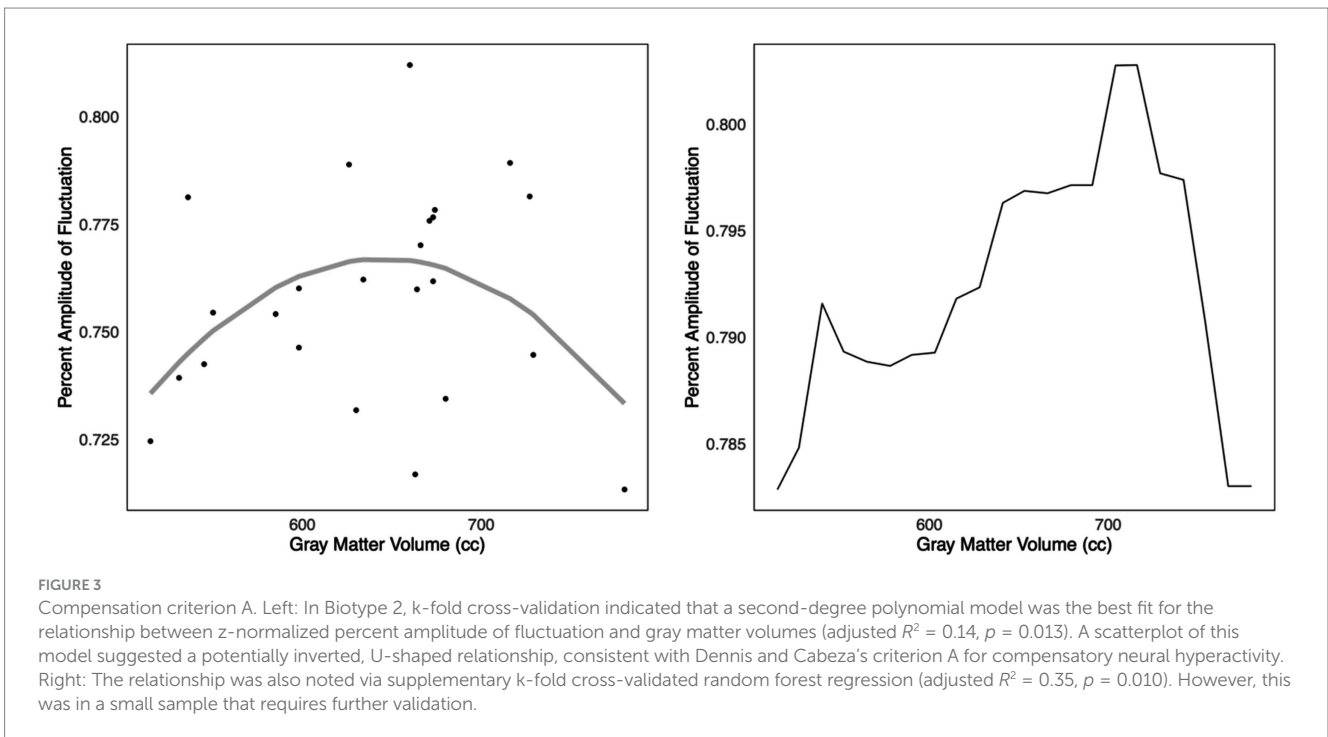 0.800
0.775
0.750
0.725
Percent Amplitude of Fluctuation
600 700
Gray Matter Volume (cc)
0.800
0.795
0.790
0.785
Percent Amplitude of Fluctuation
600 700
Gray Matter Volume (cc)
FIGURE 3
Compensation criterion A. Left: In Biotype 2, k-fold cross-validation indicated that a second-degree polynomial model was the best fit for the
relationship between z-normalized percent amplitude of fluctuation and gray matter volumes (adjusted R² = 0.14, p = 0.013). A scatterplot of this
model suggested a potentially inverted, U-shaped relationship, consistent with Dennis and Cabeza's criterion A for compensatory neural hyperactivity.
Right: The relationship was also noted via supplementary k-fold cross-validated random forest regression (adjusted R² = 0.35, p = 0.010). However, this
was in a small sample that requires further validation.